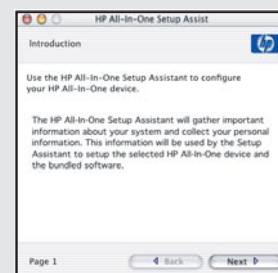 HP All-In-One Setup Assist
Introduction
hp
Use the HP All-In-One Setup Assistant to configure
your HP All-In-One device.
The HP All-In-One Setup Assistant will gather important
information about your system and collect your personal
information. This information will be used by the Setup
Assistant to setup the selected HP All-In-One device and
the bundled software.
Page 1
Back
Next